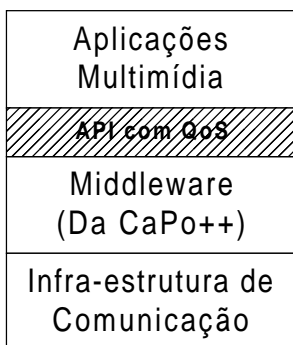 Aplicações
Multimídia
API com QoS
Middleware
(Da CaPo++)
Infra-estrutura de
Comunicação